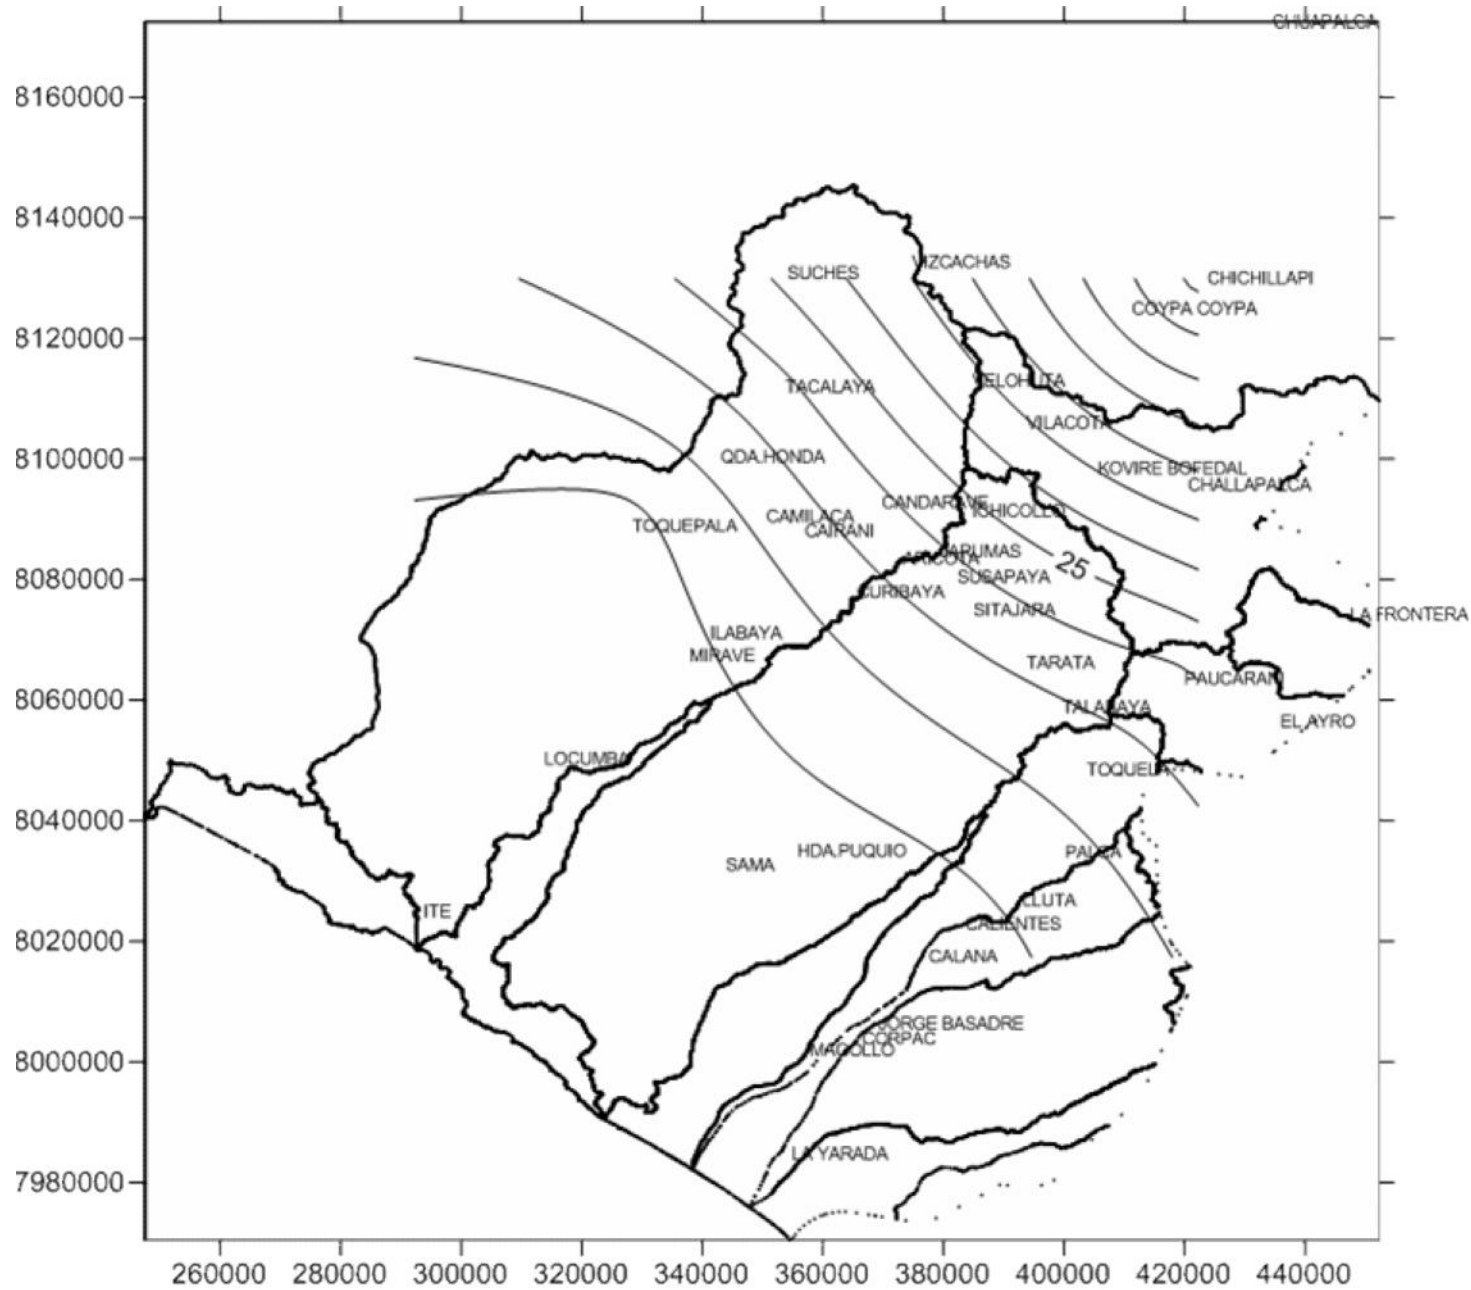 CHUAPALCA
8160000
8140000
VIZCACHAS
SUCHES
CHICHILLAPI
COYPA COYPA
8120000
TACALAYA
VILACOTA
8100000
QDA.HONDA
KOVIRE BOFEDAL
CHALLAPALCA
CANDARAVE
ICHICOLLO
CAMILACA
TOQUEPALA
CAIRANI
25
8080000
SUSAPAYA
CURIBAYA
SITAJARA
LA FRONTERA
ILABAYA
MIRAVE
TARATA
PAUCARANI
8060000
TALABAYA
EL AYRO
LOCUMBA
TOQUELA
8040000
HDA.PUQUIO
PALCA
SAMA
LLUTA
ITE
CALIENTES
8020000
CALANA
JORGE BASADRE
CORPAC
MAGOLLO
8000000
LA YARADA
7980000
260000 280000 300000 320000 340000 360000 380000 400000 420000 440000